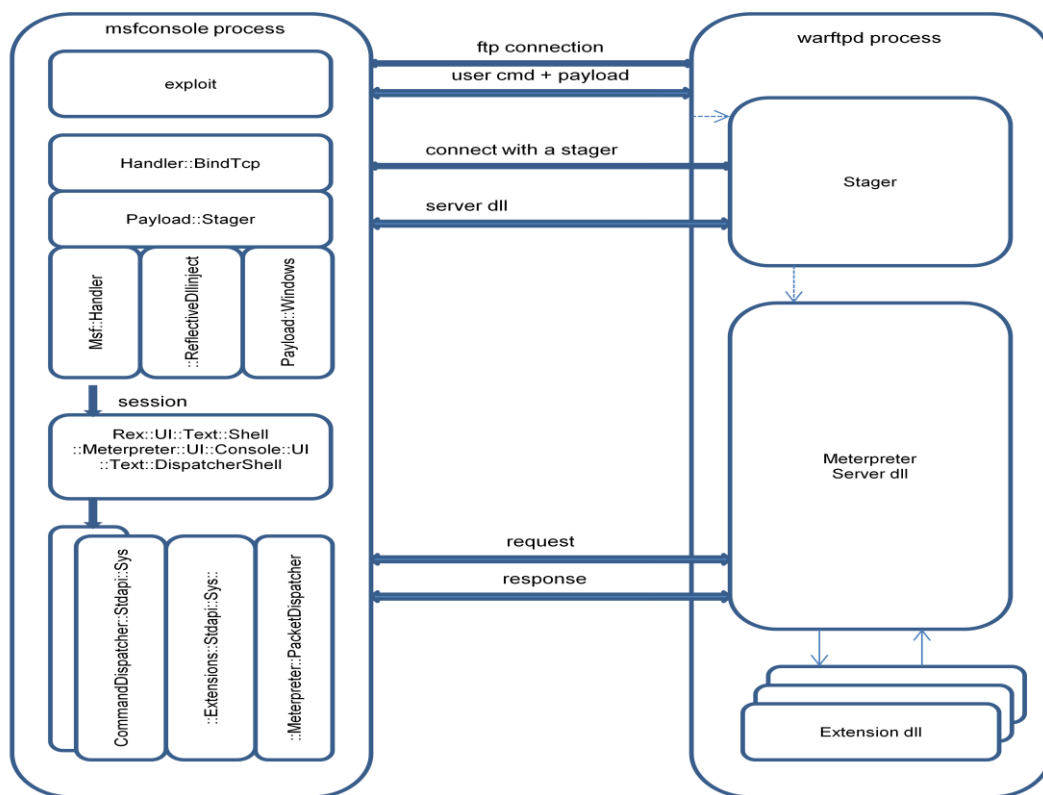 msfconsole process
exploit
Handler::BindTcp
Payload::Stager
Msf::Handler
::ReflectiveDllinject
Payload::Windows
session
Rex::UI::Text::Shell
::Meterpreter::UI::Console::UI
::Text::DispatcherShell
CommandDispatcher::Stdapi::Sys
::Extensions::Stdapi::Sys::
::Meterpreter::PacketDispatcher
ftp connection
user cmd + payload
connect with a stager
server dll
request
response
warftpd process
Stager
Meterpreter
Server dll
Extension dll